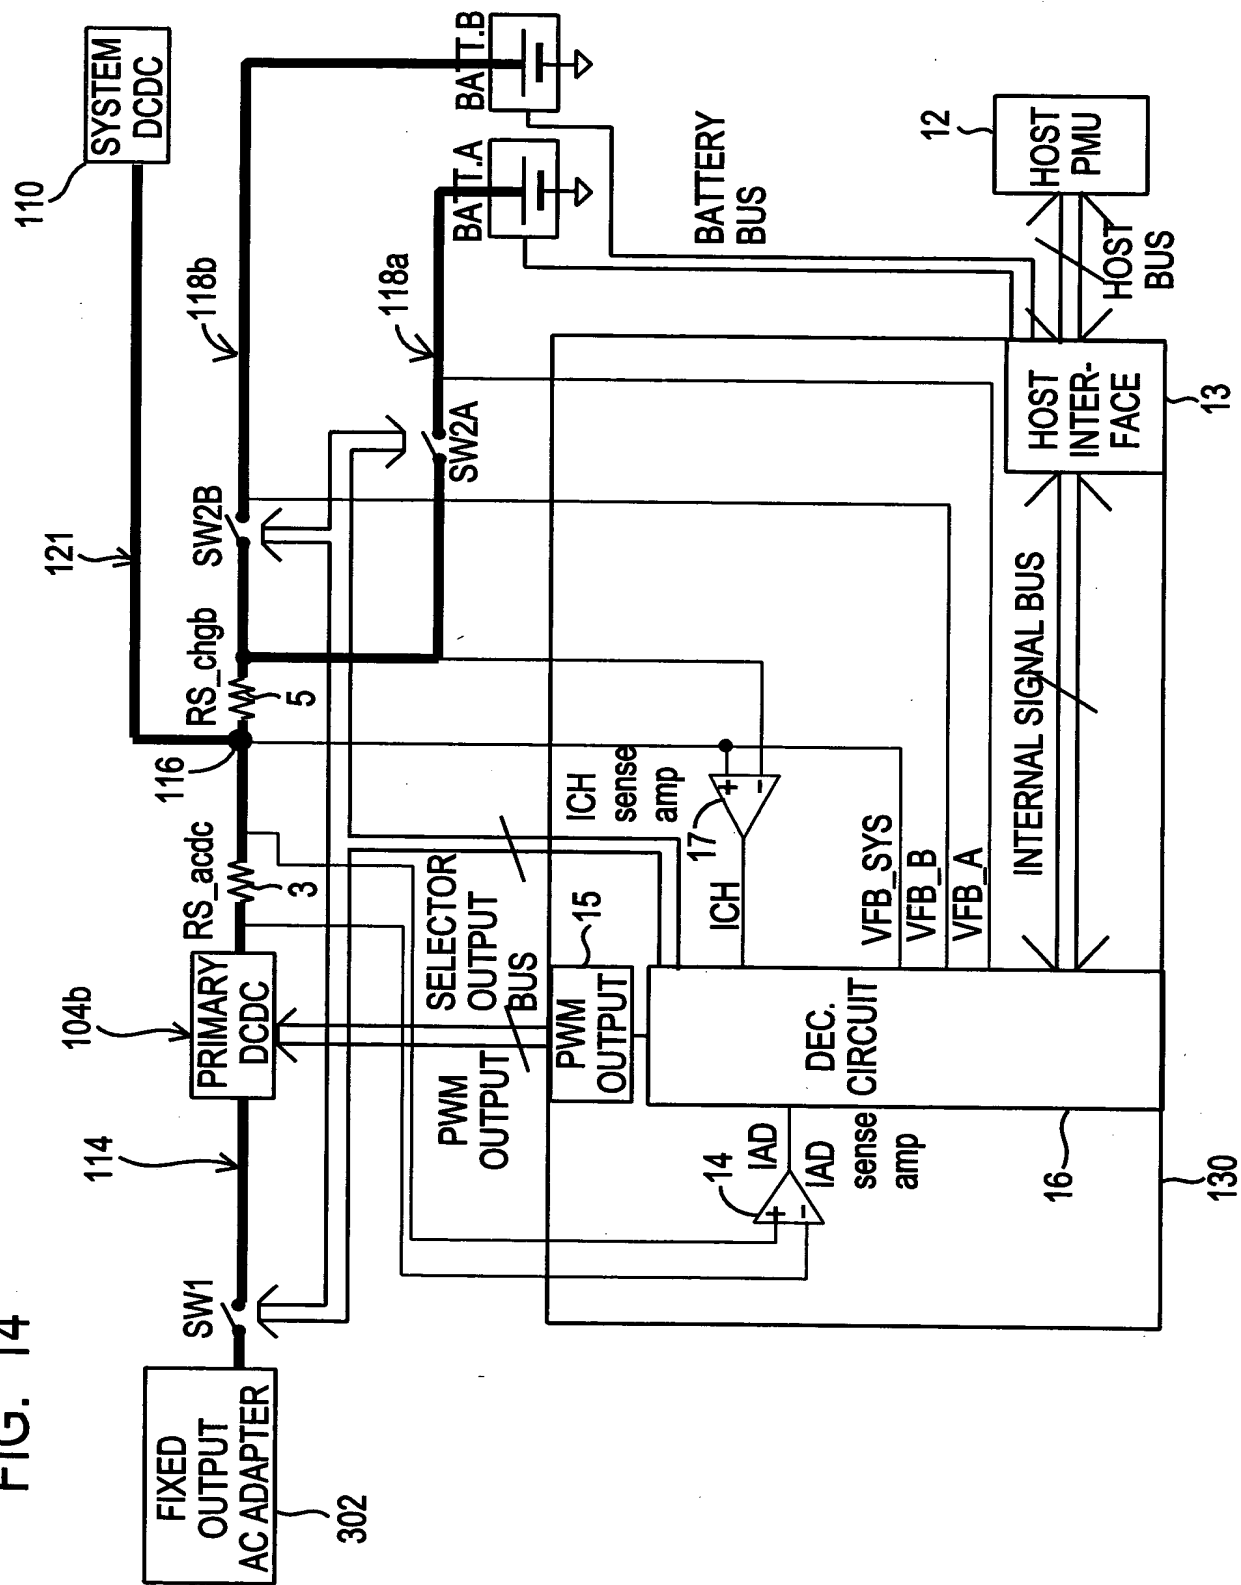 FIG. 14
FIXED
OUTPUT
AC ADAPTER
302
SW1
114
PRIMARY
DCDC
104b
RS_acdc
3
116
RS_chgb
5
121
SYSTEM
DCDC
110
SW2B
118b
SW2A
118a
BATT.A
BATT.B
BATTERY
BUS
HOST
PMU
12
HOST
BUS
HOST
INTER-
FACE
13
INTERNAL SIGNAL BUS
PWM
OUTPUT
SELECTOR
OUTPUT
BUS
PWM
OUTPUT
15
ICH
sense
amp
+
-
17
ICH
VFB_SYS
VFB_B
VFB_A
DEC.
CIRCUIT
16
14
+
-
IAD
IAD
sense
amp
130